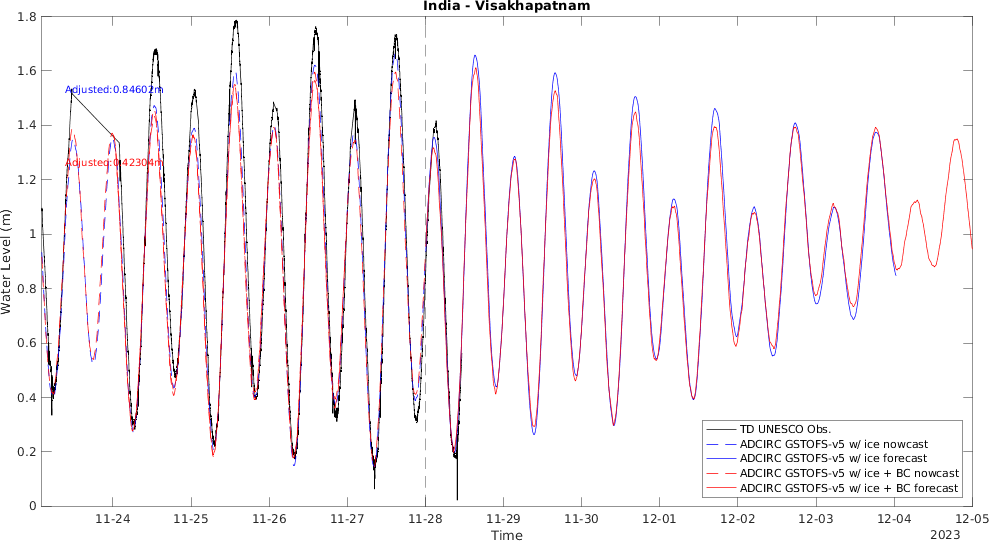 India - Visakhapatnam
1.8
1.6
1.4
1.2
1
0.8
0.6
0.4
0.2
0
Water Level (m)
Adjusted:0.84602m
Adjusted:0.42304m
TD UNESCO Obs.
ADCIRC GSTOFS-v5 w/ ice nowcast
ADCIRC GSTOFS-v5 w/ ice forecast
ADCIRC GSTOFS-v5 w/ ice + BC nowcast
ADCIRC GSTOFS-v5 w/ ice + BC forecast
11-24 11-25 11-26 11-27 11-28 11-29 11-30 12-01 12-02 12-03 12-04 12-05
Time
2023